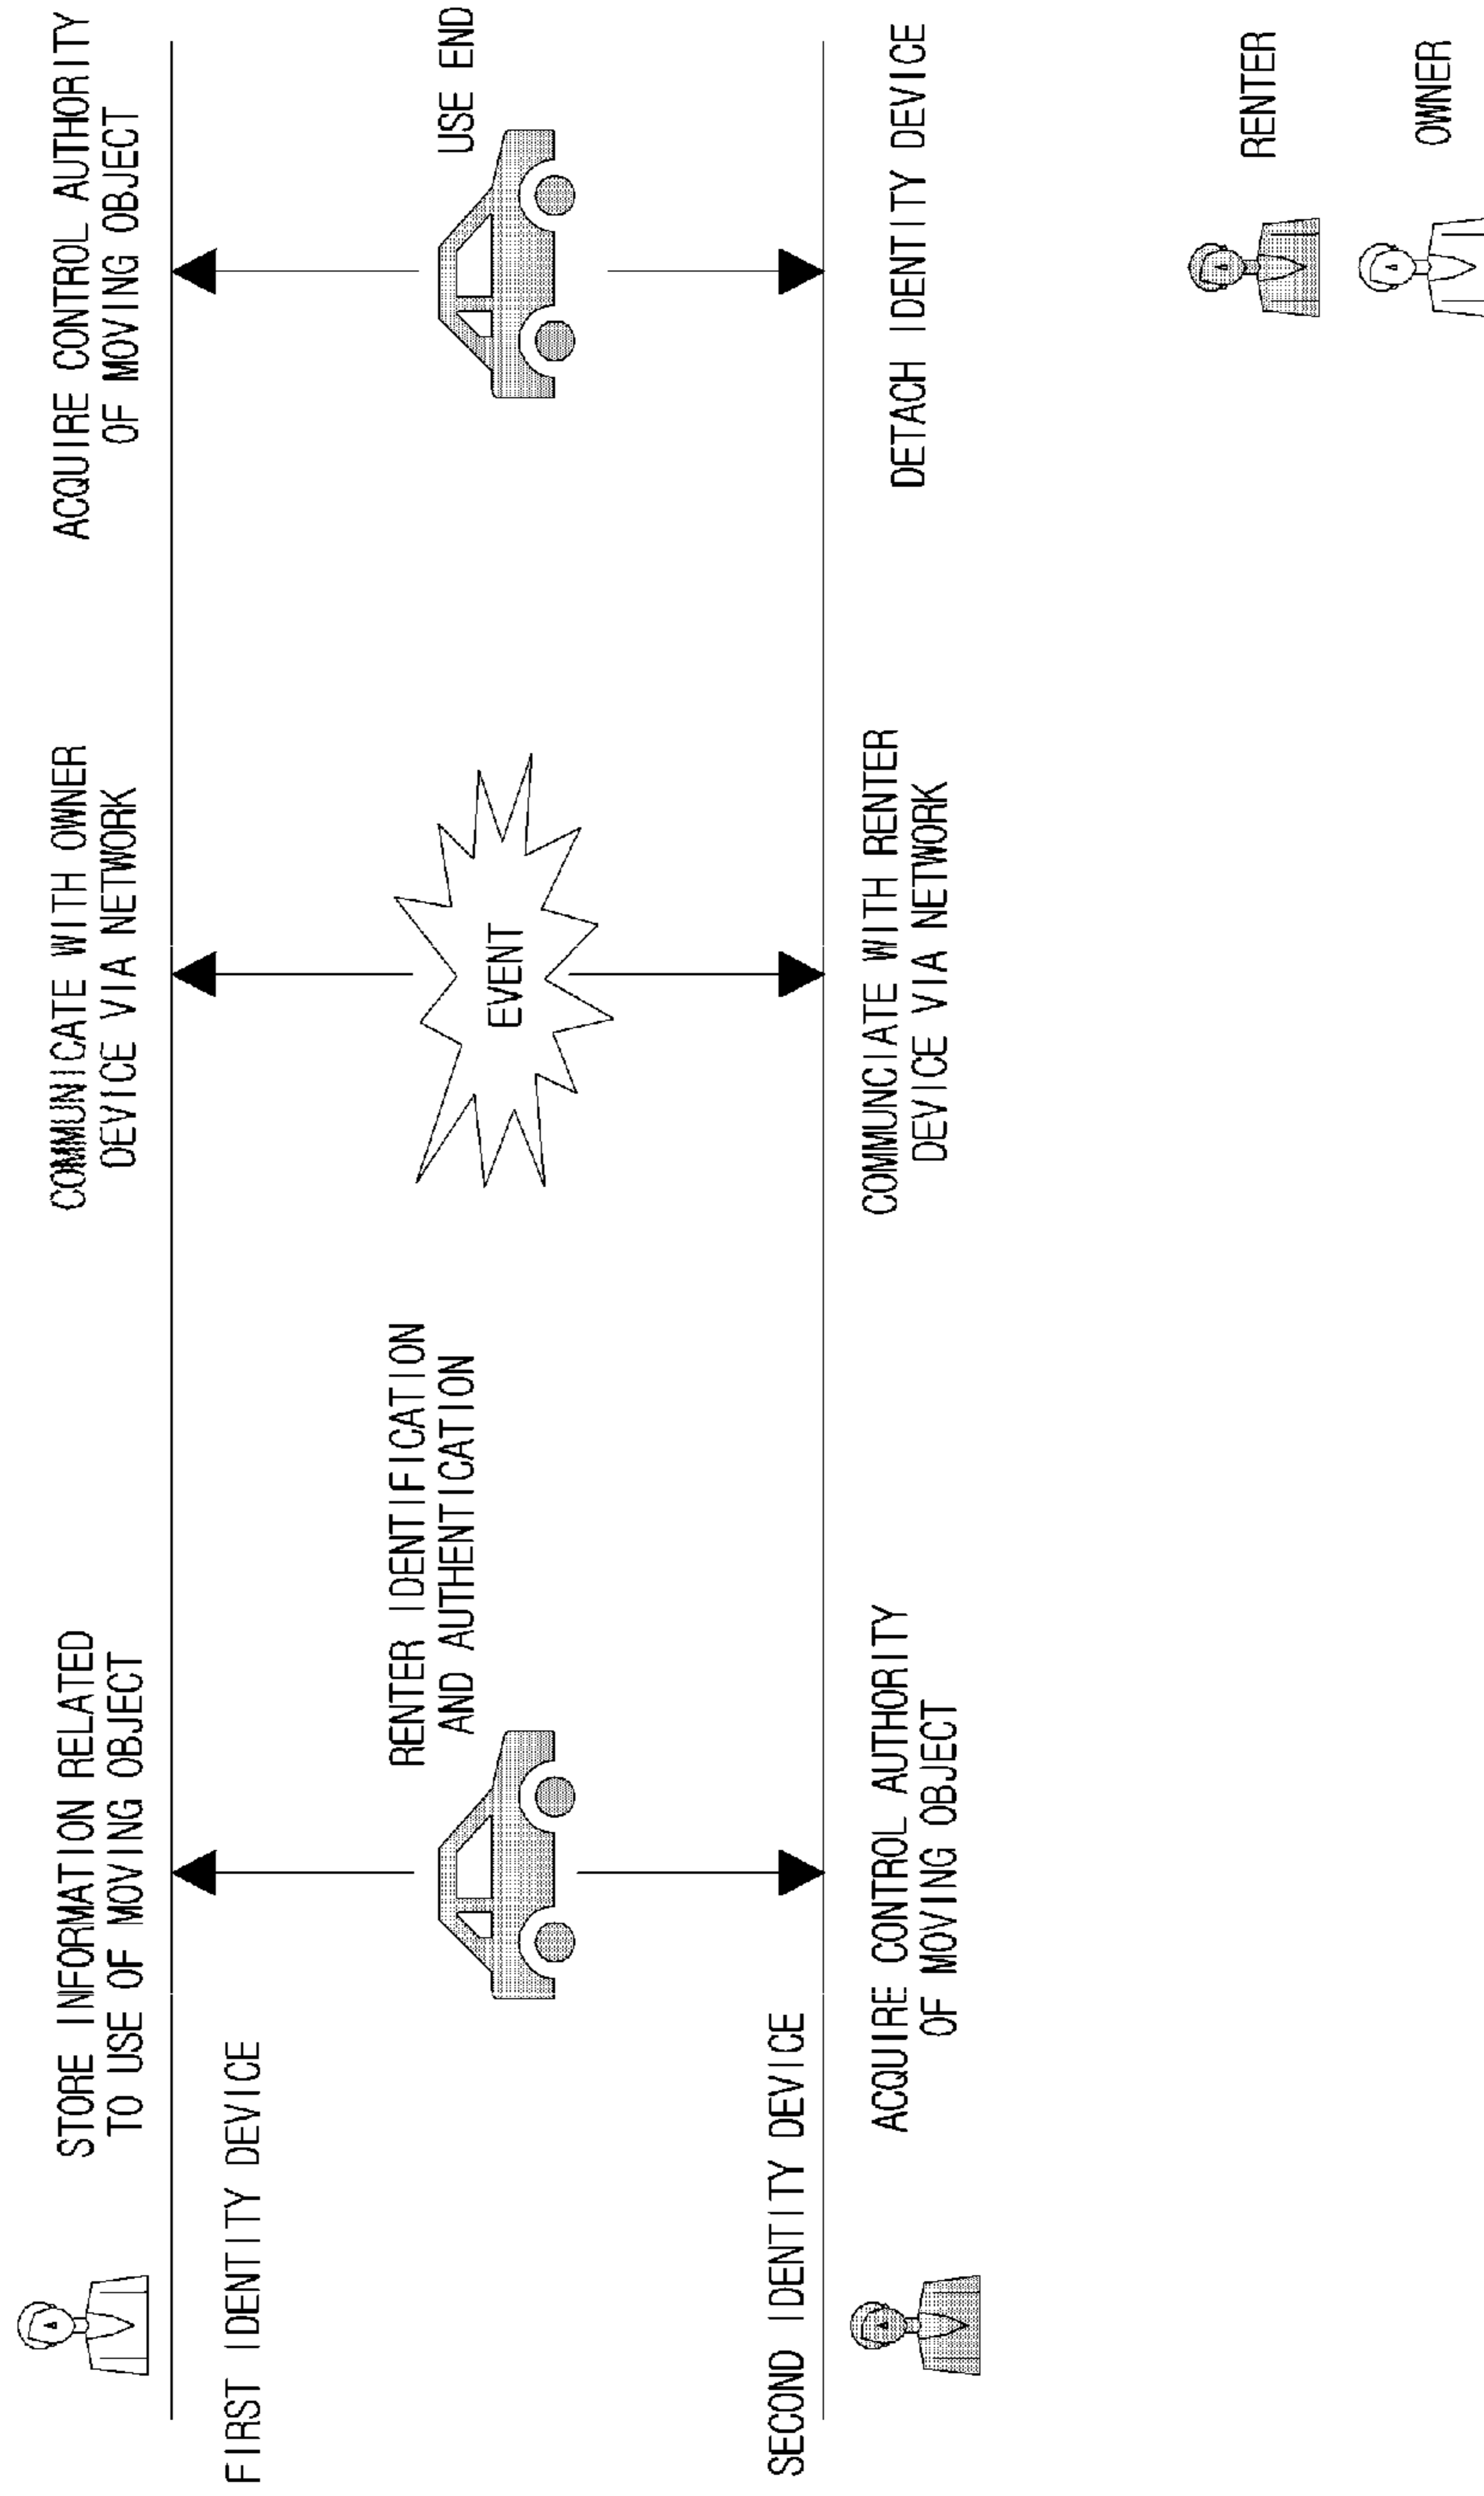 STORE INFORMATION RELATED
TO USE OF MOVING OBJECT
COMMUNICATE WITH OWNER
DEVICE VIA NETWORK
ACQUIRE CONTROL AUTHORITY
OF MOVING OBJECT
FIRST IDENTITY DEVICE
RENTER IDENTIFICATION
AND AUTHENTICATION
EVENT
USE END
SECOND IDENTITY DEVICE
ACQUIRE CONTROL AUTHORITY
OF MOVING OBJECT
COMMUNCIATE WITH RENTER
DEVICE VIA NETWORK
DETACH IDENTITY DEVICE
RENTER
OWNER